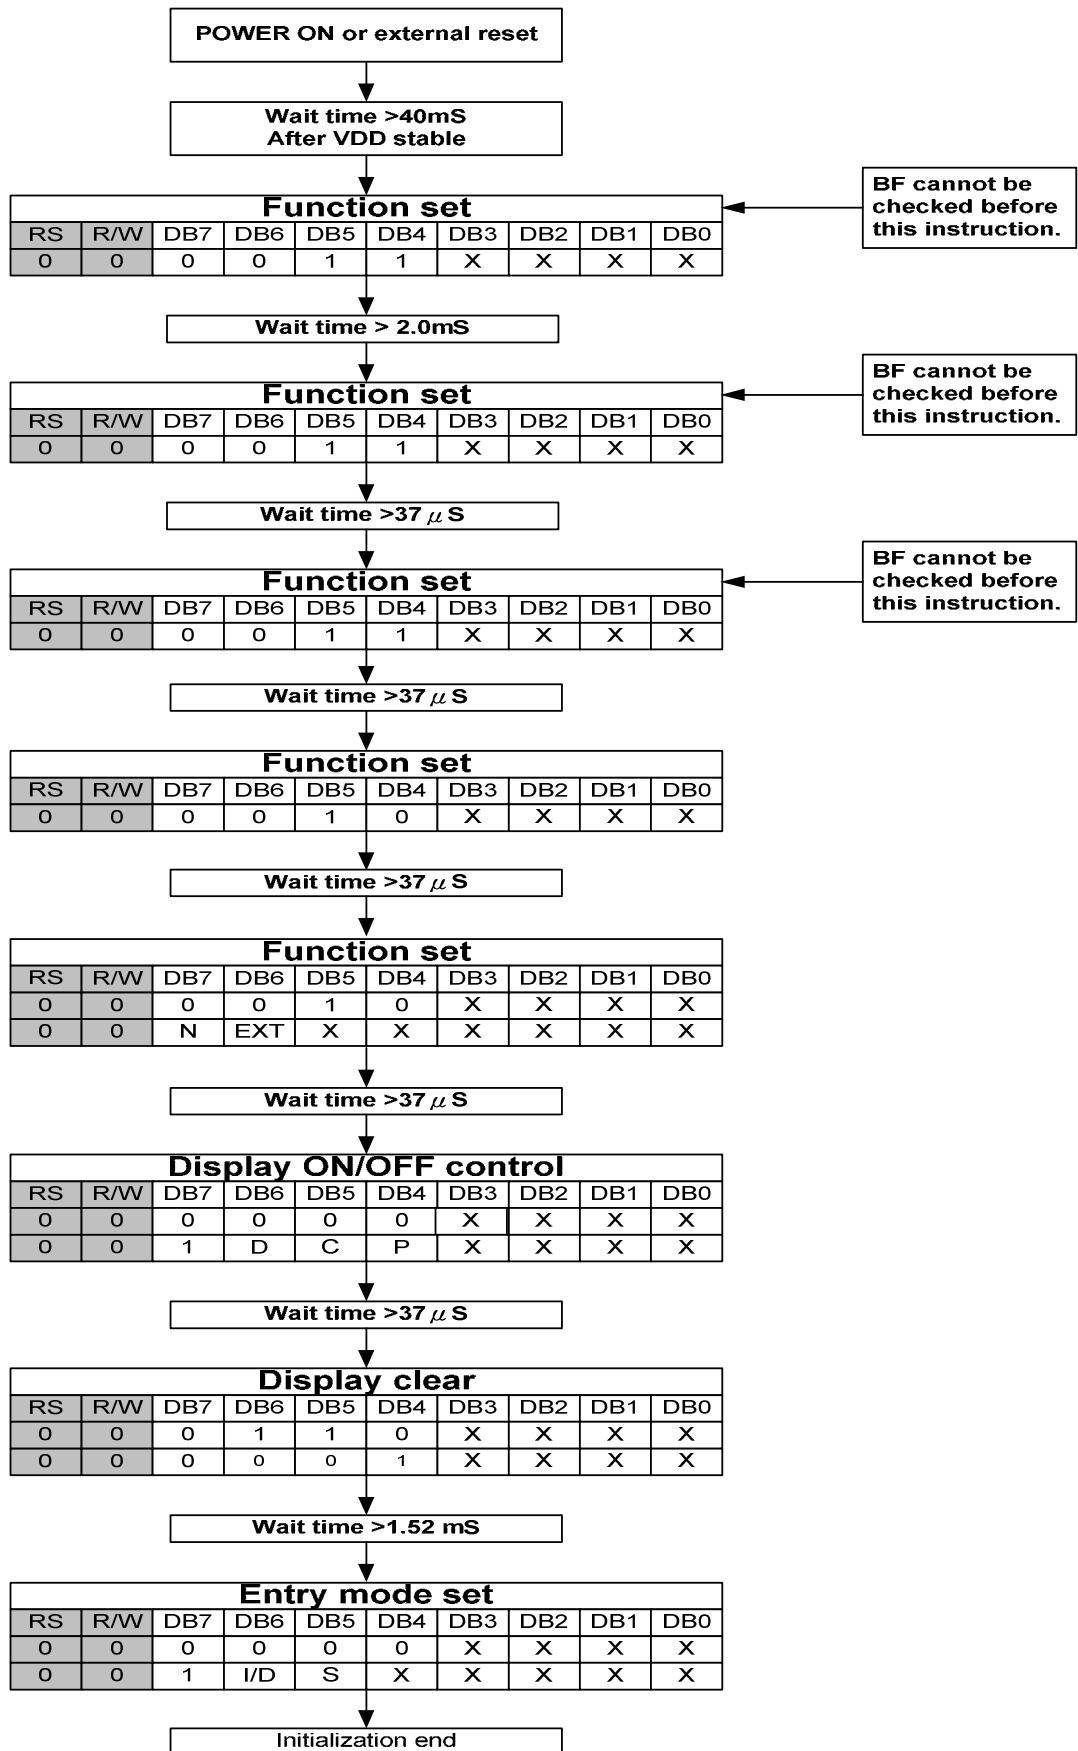 POWER ON or external reset
Wait time >40mS
After VDD stable
BF cannot be
checked before
this instruction.
Function set
RS R/W DB7 DB6 DB5 DB4 DB3 DB2 DB1 DB0
0 0 0 0 1 1 X X X X
Wait time > 2.0mS
BF cannot be
checked before
this instruction.
Function set
RS R/W DB7 DB6 DB5 DB4 DB3 DB2 DB1 DB0
0 0 0 0 1 1 X X X X
Wait time >37 μ S
BF cannot be
checked before
this instruction.
Function set
RS R/W DB7 DB6 DB5 DB4 DB3 DB2 DB1 DB0
0 0 0 0 1 1 X X X X
Wait time >37 μ S
Function set
RS R/W DB7 DB6 DB5 DB4 DB3 DB2 DB1 DB0
0 0 0 0 1 0 X X X X
Wait time >37 μ S
Function set
RS R/W DB7 DB6 DB5 DB4 DB3 DB2 DB1 DB0
0 0 0 0 1 0 X X X X
0 0 N EXT X X X X X X
Wait time >37 μ S
Display ON/OFF control
RS R/W DB7 DB6 DB5 DB4 DB3 DB2 DB1 DB0
0 0 0 0 0 0 X X X X
0 0 1 D C P X X X X
Wait time >37 μ S
Display clear
RS R/W DB7 DB6 DB5 DB4 DB3 DB2 DB1 DB0
0 0 0 1 1 0 X X X X
0 0 0 0 0 1 X X X X
Wait time >1.52 mS
Entry mode set
RS R/W DB7 DB6 DB5 DB4 DB3 DB2 DB1 DB0
0 0 0 0 0 0 X X X X
0 0 1 I/D S X X X X X
Initialization end